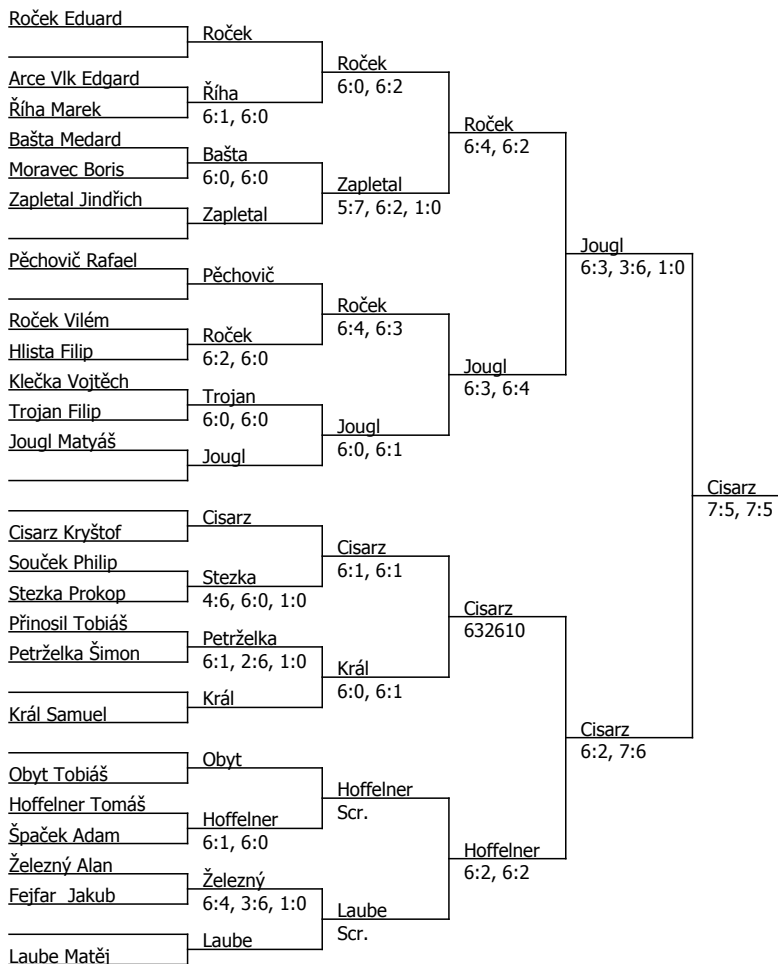 Roček Eduard
Roček
Roček
6:0, 6:2
Arce Vlk Edgard
Říha
6:1, 6:0
Říha Marek
Roček
6:4, 6:2
Bašta Medard
Bašta
6:0, 6:0
Moravec Boris
Zapletal
5:7, 6:2, 1:0
Zapletal Jindřich
Zapletal
Jougl
6:3, 3:6, 1:0
Pěchovič Rafael
Pěchovič
Roček
6:4, 6:3
Roček Vilém
Roček
6:2, 6:0
Hlista Filip
Jougl
6:3, 6:4
Klečka Vojtěch
Trojan
6:0, 6:0
Trojan Filip
Jougl
6:0, 6:1
Jougl Matyáš
Jougl
Cisarz
7:5, 7:5
Cisarz
Cisarz Kryštof
Cisarz
6:1, 6:1
Souček Philip
Stezka
4:6, 6:0, 1:0
Stezka Prokop
Cisarz
632610
Přinosil Tobiáš
Petrželka
6:1, 2:6, 1:0
Petrželka Šimon
Král
6:0, 6:1
Král
Král Samuel
Cisarz
6:2, 7:6
Obyt
Obyt Tobiáš
Hoffelner
Scr.
Hoffelner Tomáš
Hoffelner
6:1, 6:0
Špaček Adam
Hoffelner
6:2, 6:2
Železný Alan
Železný
6:4, 3:6, 1:0
Fejfar  Jakub
Laube
Scr.
Laube
Laube Matěj